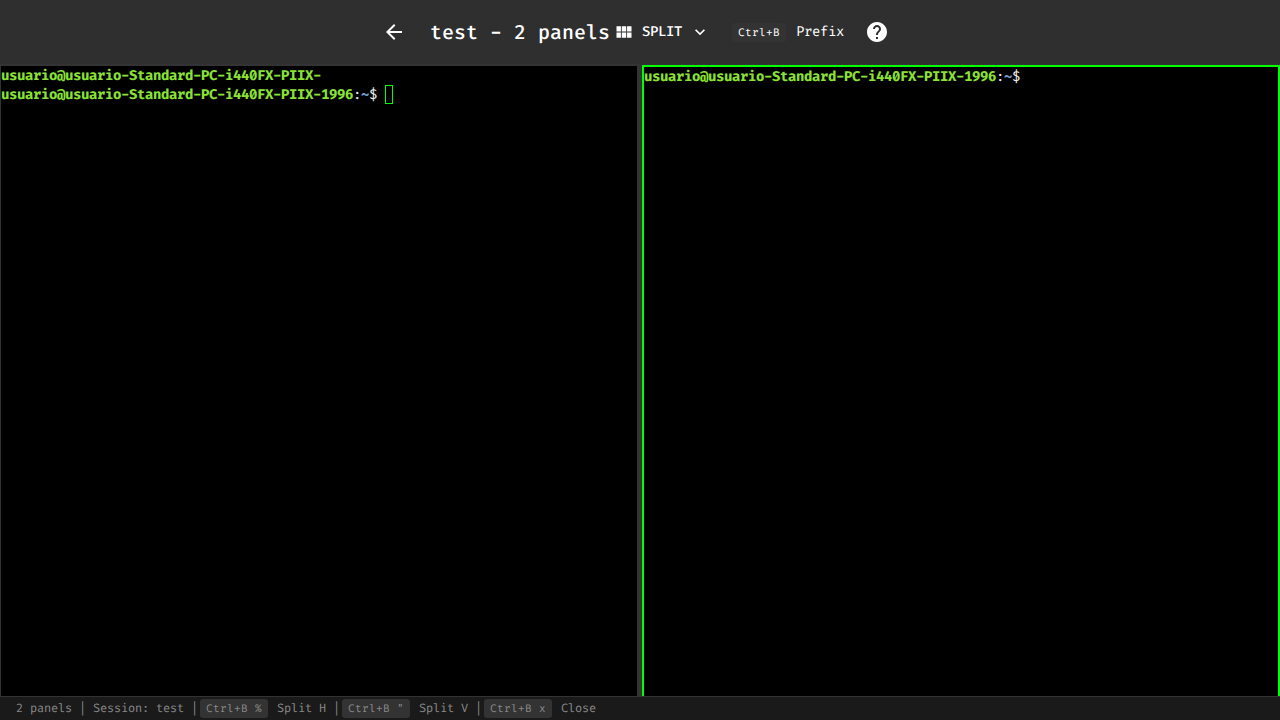 test - 2 panels SPLIT Ctrl+B Prefix ?
usuario@usuario-Standard-PC-i440FX-PIIX-
usuario@usuario-Standard-PC-i440FX-PIIX-1996:~$
usuario@usuario-Standard-PC-i440FX-PIIX-1996:~$
2 panels | Session: test | Ctrl+B % Split H | Ctrl+B " Split V | Ctrl+B x Close